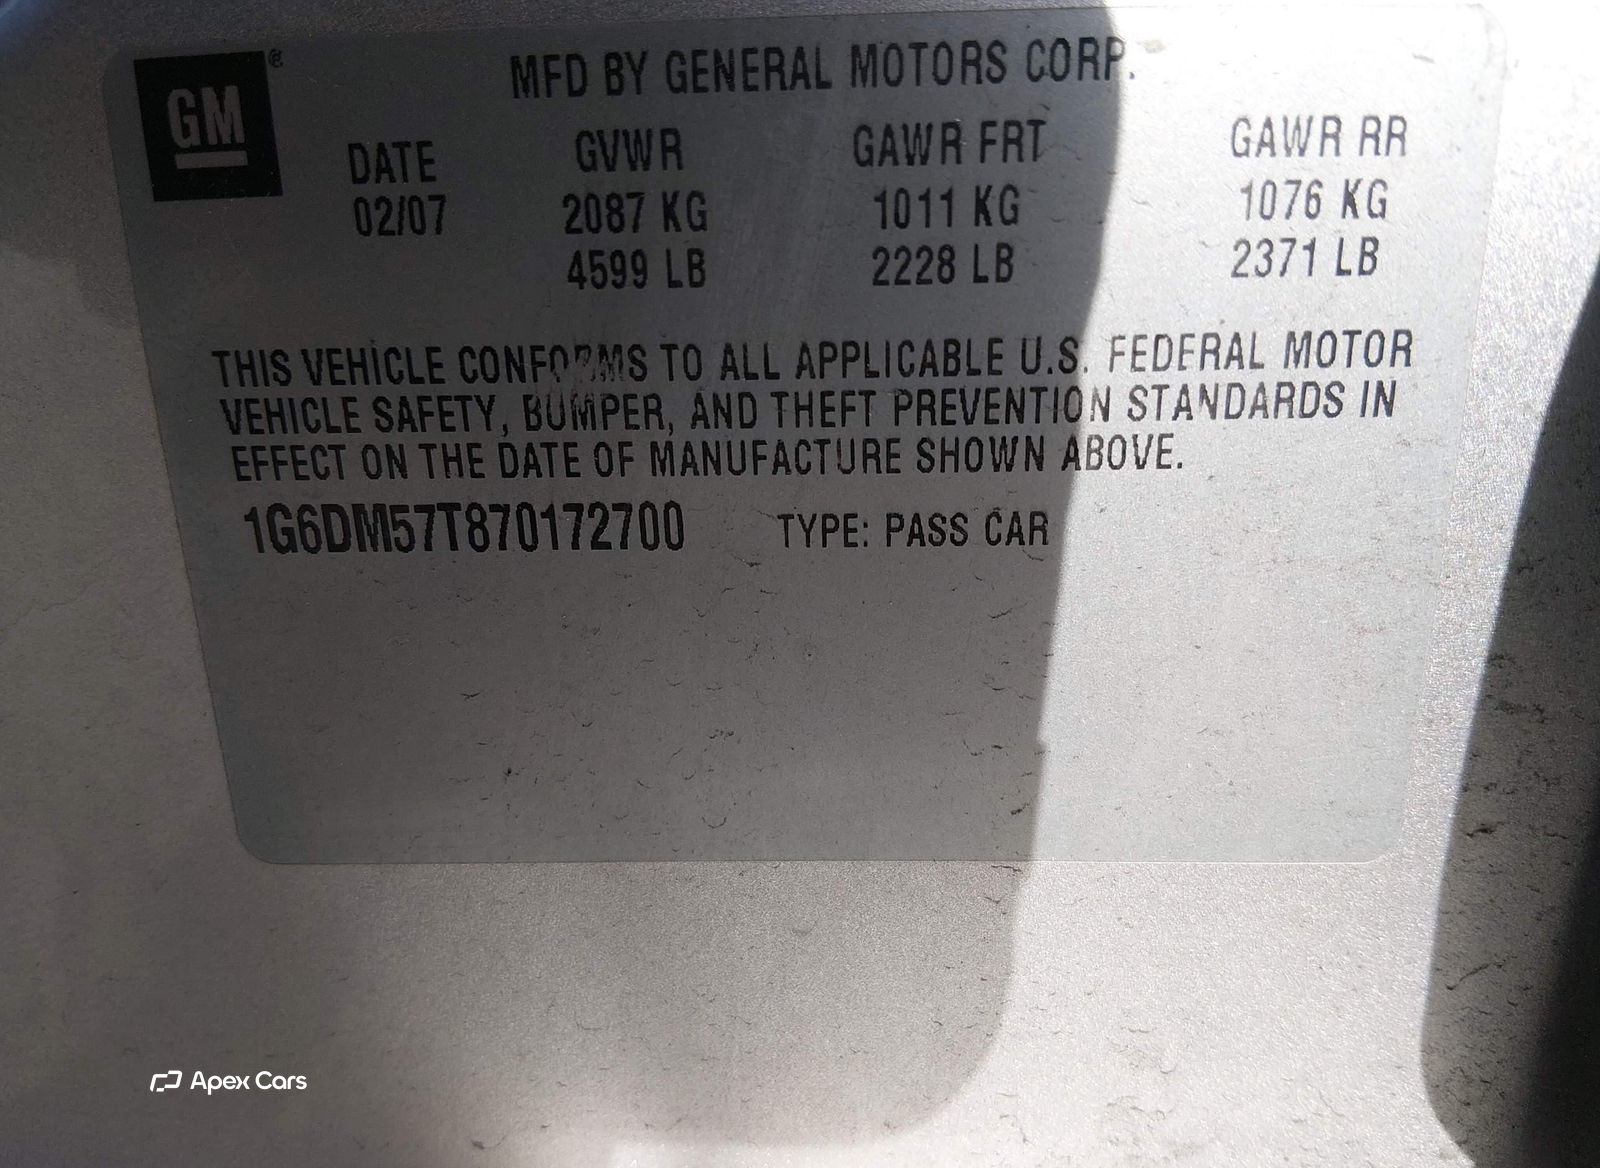 GM®
MFD BY GENERAL MOTORS CORP.
DATE GVWR GAWR FRT GAWR RR
02/07 2087 KG 1011 KG 1076 KG
4599 LB 2228 LB 2371 LB
THIS VEHICLE CONFORMS TO ALL APPLICABLE U.S. FEDERAL MOTOR
VEHICLE SAFETY, BUMPER, AND THEFT PREVENTION STANDARDS IN
EFFECT ON THE DATE OF MANUFACTURE SHOWN ABOVE.
1G6DM57T870172700 TYPE: PASS CAR
Apex Cars